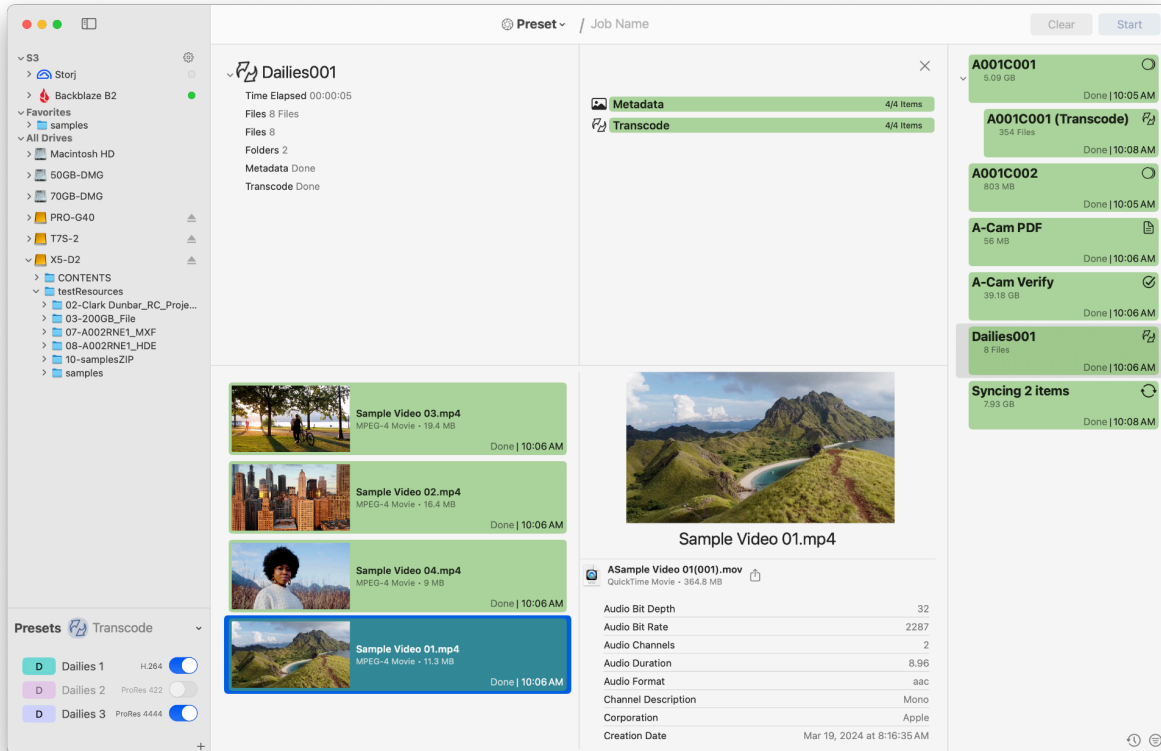 Preset
/ Job Name
Clear
Start
S3
Storj
Backblaze B2
Favorites
samples
All Drives
Macintosh HD
50GB-DMG
70GB-DMG
PRO-G40
T7S-2
X5-D2
CONTENTS
testResources
02-Clark Dunbar_RC_Proje...
03-200GB_File
07-A002RNE1_MXF
08-A002RNE1_HDE
10-samplesZIP
samples
Presets Transcode
D Dailies 1 H.264
D Dailies 2 ProRes 422
D Dailies 3 ProRes 4444
Dailies001
Time Elapsed 00:00:05
Files 8 Files
Files 8
Folders 2
Metadata Done
Transcode Done
Metadata 4/4 Items
Transcode 4/4 Items
Sample Video 03.mp4
MPEG-4 Movie • 19.4 MB
Done | 10:06 AM
Sample Video 02.mp4
MPEG-4 Movie • 16.4 MB
Done | 10:06 AM
Sample Video 04.mp4
MPEG-4 Movie • 9 MB
Done | 10:06 AM
Sample Video 01.mp4
MPEG-4 Movie • 11.3 MB
Done | 10:06 AM
Sample Video 01.mp4
ASample Video 01(001).mov
QuickTime Movie • 364.8 MB
Audio Bit Depth 32
Audio Bit Rate 2287
Audio Channels 2
Audio Duration 8.96
Audio Format aac
Channel Description Mono
Corporation Apple
Creation Date Mar 19, 2024 at 8:16:35 AM
A001C001
5.09 GB
Done | 10:05 AM
A001C001 (Transcode)
354 Files
Done | 10:08 AM
A001C002
803 MB
Done | 10:05 AM
A-Cam PDF
56 MB
Done | 10:06 AM
A-Cam Verify
39.18 GB
Done | 10:06 AM
Dailies001
8 Files
Done | 10:06 AM
Syncing 2 items
7.93 GB
Done | 10:08 AM